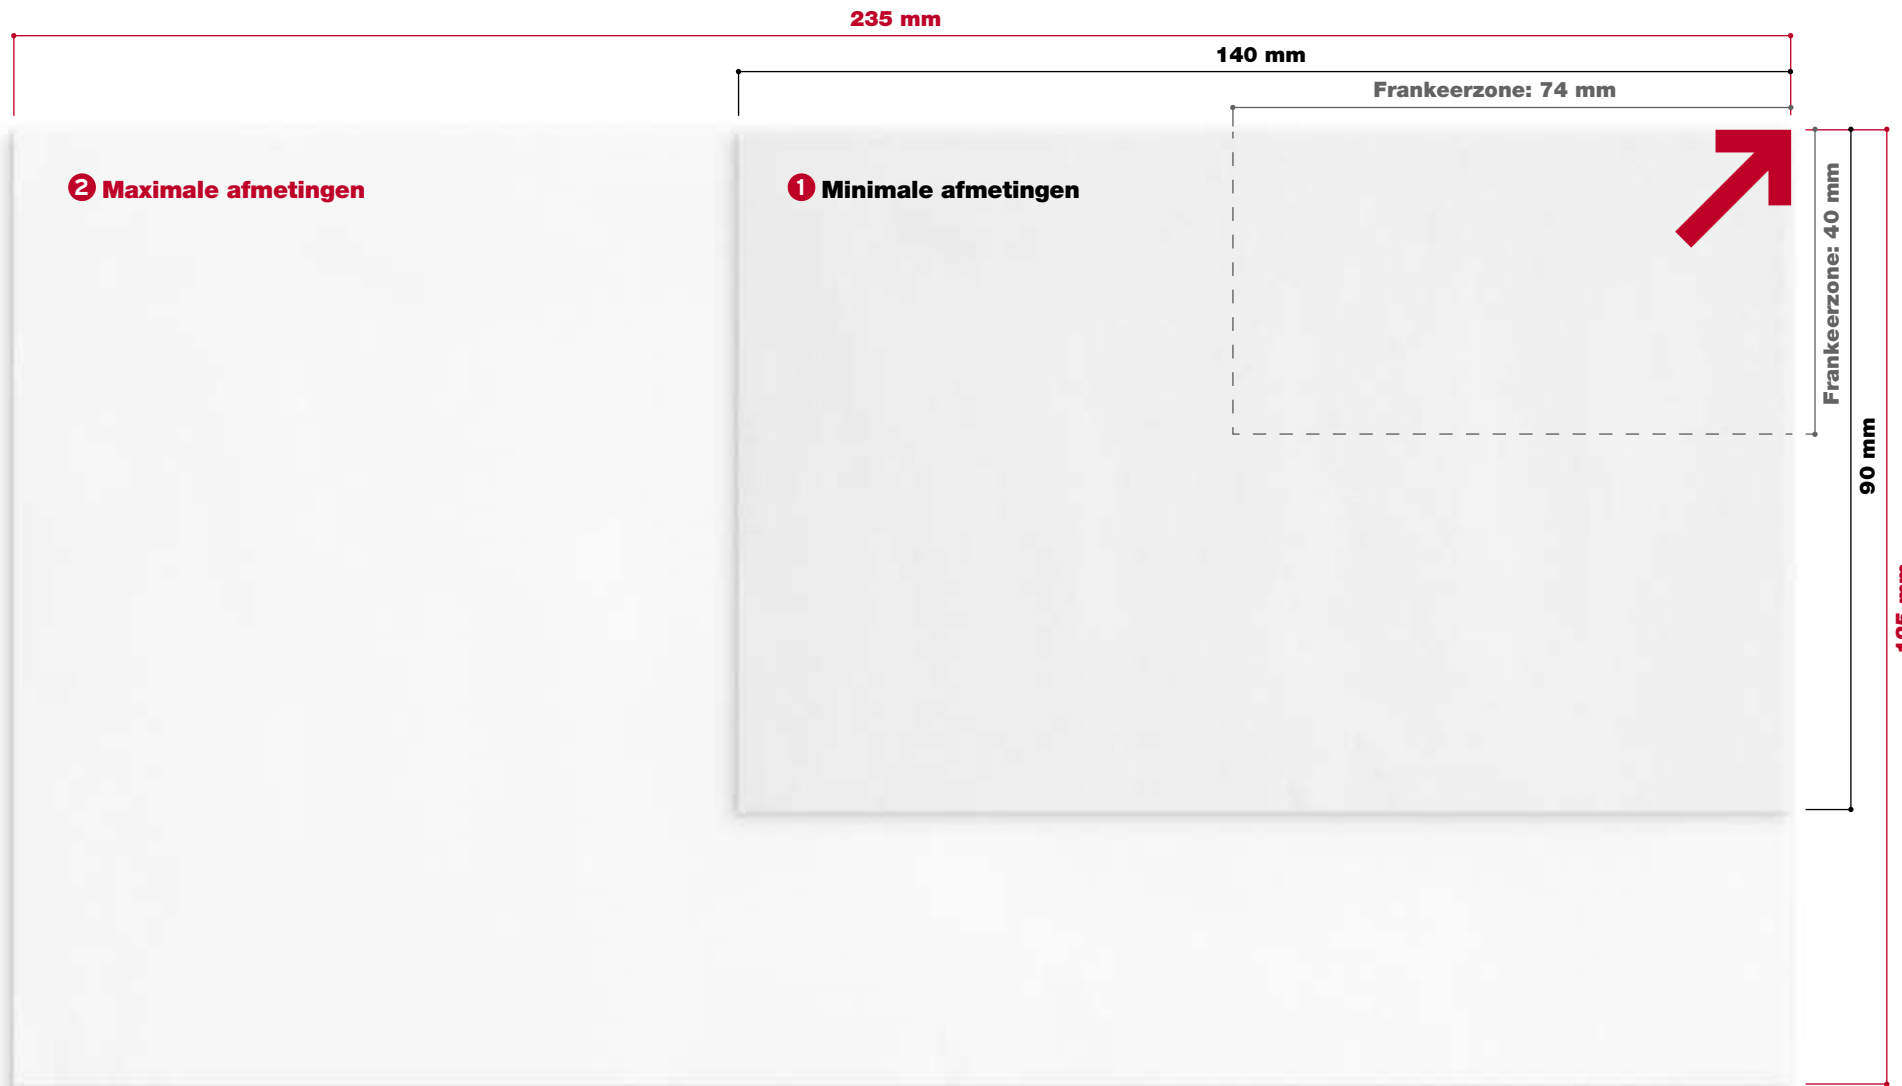 235 mm
140 mm
Frankeerzone: 74 mm
2 Maximale afmetingen
1 Minimale afmetingen
Frankeerzone: 40 mm
90 mm